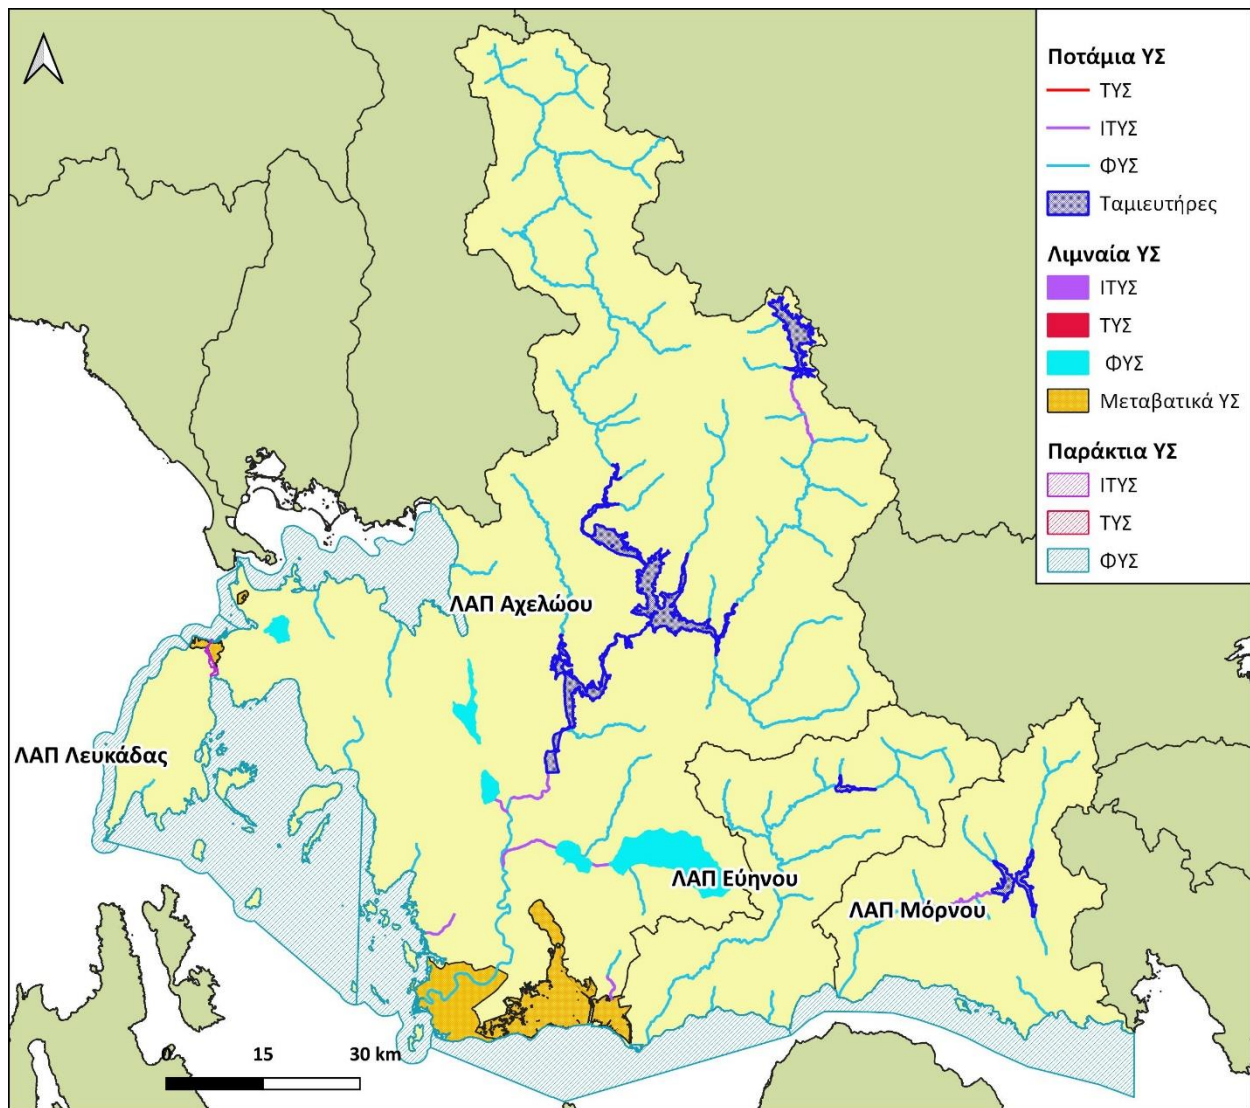 Ποτάμια ΥΣ
ΤΥΣ
ΙΤΥΣ
ΦΥΣ
Ταμιευτήρες
Λιμναία ΥΣ
ΙΤΥΣ
ΤΥΣ
ΦΥΣ
Μεταβατικά ΥΣ
Παράκτια ΥΣ
ΙΤΥΣ
ΤΥΣ
ΦΥΣ
ΛΑΠ Αχελώου
ΛΑΠ Λευκάδας
ΛΑΠ Εύηνου
ΛΑΠ Μόρνου
0 15 30 km